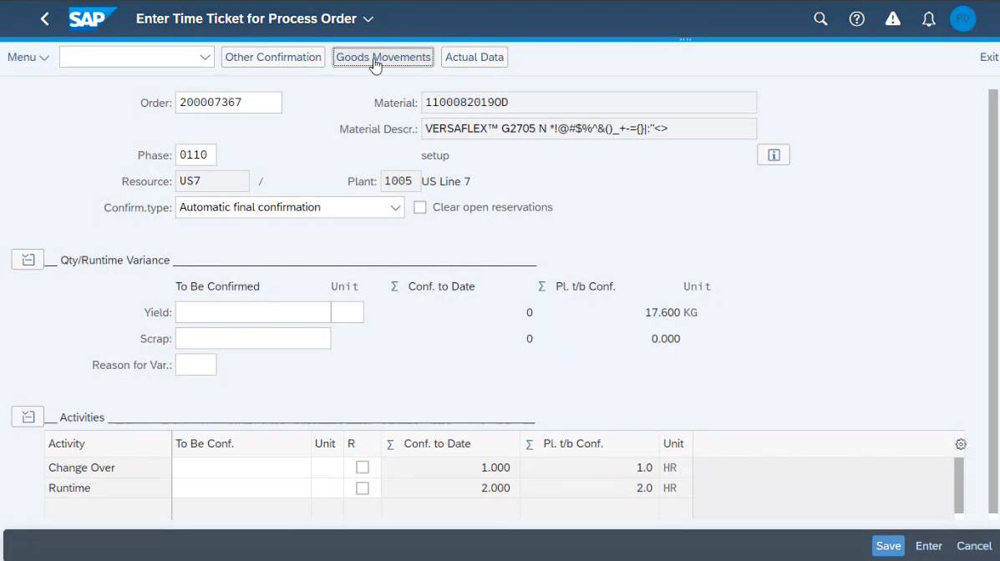 SAP Enter Time Ticket for Process Order PD
Menu Other Confirmation Goods Movements Actual Data Exit
Order: 200007367 Material: 1100082019OD
Material Descr.: VERSAFLEX™ G2705 N *!@#$%^&()_+-={}|:"<>
Phase: 0110 setup
Resource: US7 / Plant: 1005 US Line 7
Confirm.type: Automatic final confirmation Clear open reservations
Qty/Runtime Variance
To Be Confirmed Unit Σ Conf. to Date Σ Pl. t/b Conf. Unit
Yield: 0 17.600 KG
Scrap: 0 0.000
Reason for Var.:
Activities
Activity To Be Conf. Unit R Σ Conf. to Date Σ Pl. t/b Conf. Unit
Change Over 1.000 1.0 HR
Runtime 2.000 2.0 HR
Save Enter Cancel